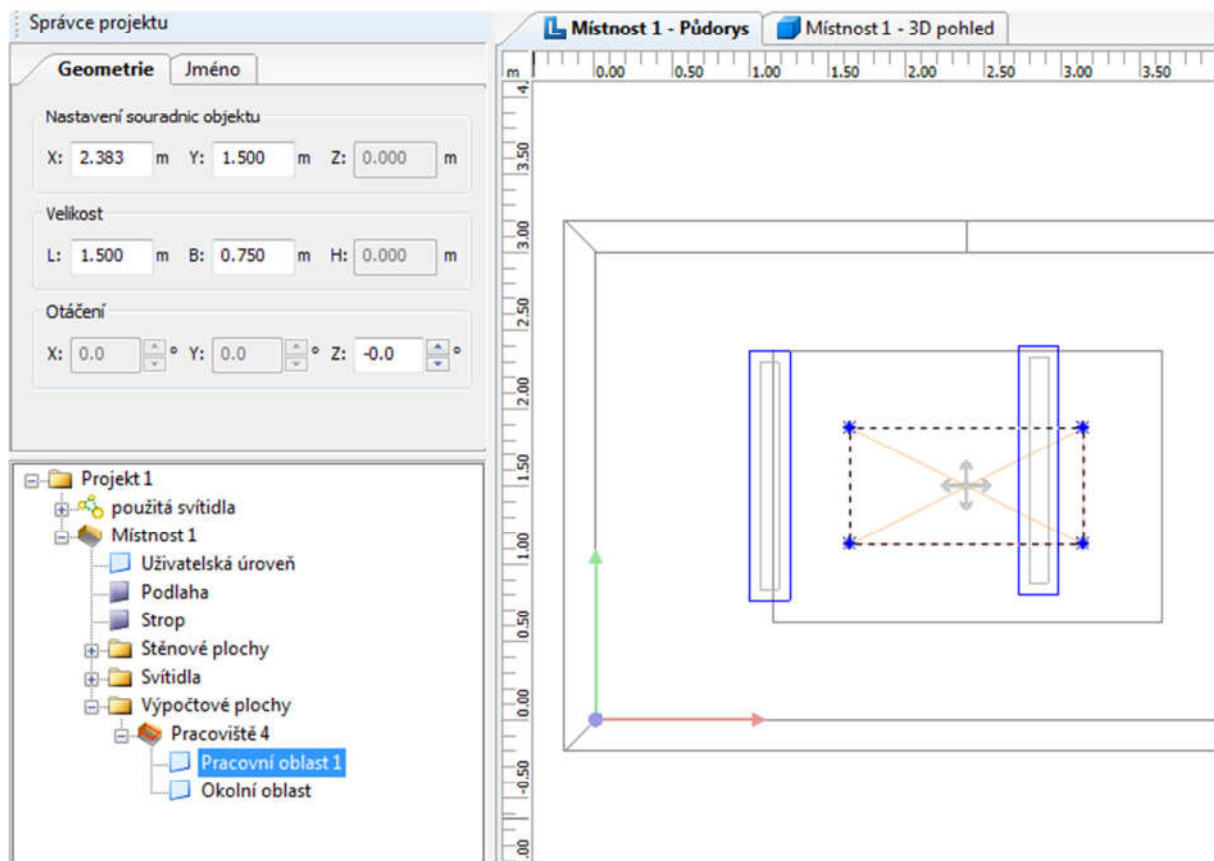 Správce projektu
Geometrie Jméno
Nastavení souradnic objektu
X: 2.383 m Y: 1.500 m Z: 0.000 m
Velikost
L: 1.500 m B: 0.750 m H: 0.000 m
Otáčení
X: 0.0 ° Y: 0.0 ° Z: -0.0 °
Projekt 1
použitá svítidla
Místnost 1
Uživatelská úroveň
Podlaha
Strop
Stěnové plochy
Svítidla
Výpočtové plochy
Pracoviště 4
Pracovní oblast 1
Okolní oblast
Místnost 1 - Půdorys Místnost 1 - 3D pohled
m 0.00 0.50 1.00 1.50 2.00 2.50 3.00 3.50
4.
3.50
3.00
2.50
2.00
1.50
1.00
0.50
0.00
-0.50
.00